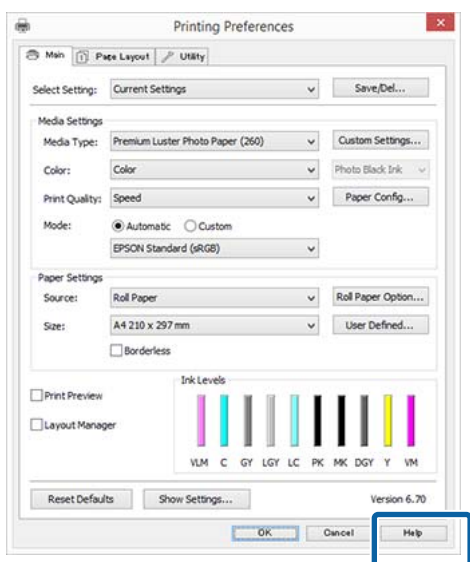 Printing Preferences
Main Page Layout Utility
Select Setting: Current Settings Save/Del...
Media Settings
Media Type: Premium Luster Photo Paper (260) Custom Settings...
Color: Color Photo Black Ink
Print Quality: Speed Paper Config...
Mode: Automatic Custom
EPSON Standard (sRGB)
Paper Settings
Source: Roll Paper Roll Paper Option...
Size: A4 210 x 297 mm User Defined...
Borderless
Ink Levels
Print Preview
Layout Manager
VLM C GY LGY LC PK MK DGY Y VM
Reset Defaults Show Settings... Version 6.70
OK Cancel Help